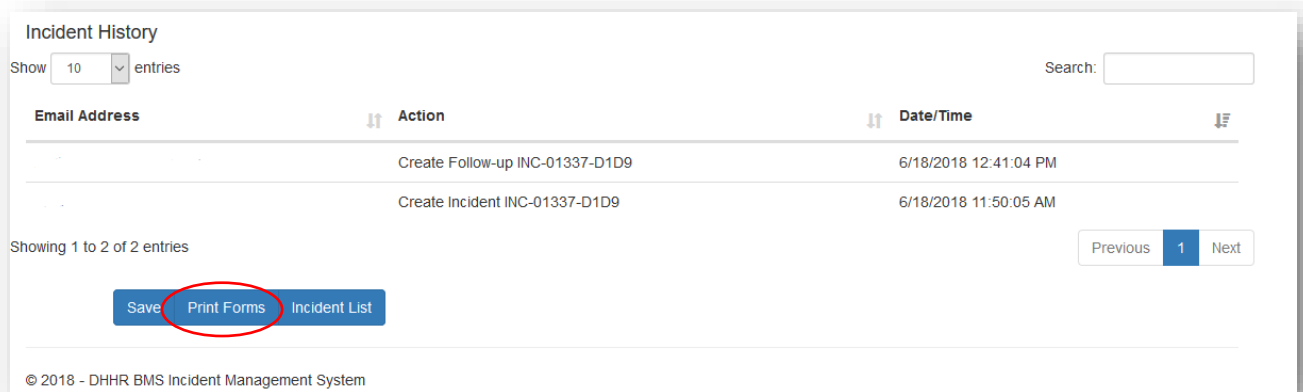 Incident History
Show 10 entries Search:
Email Address Action Date/Time
Create Follow-up INC-01337-D1D9 6/18/2018 12:41:04 PM
Create Incident INC-01337-D1D9 6/18/2018 11:50:05 AM
Showing 1 to 2 of 2 entries Previous 1 Next
Save Print Forms Incident List
© 2018 - DHHR BMS Incident Management System